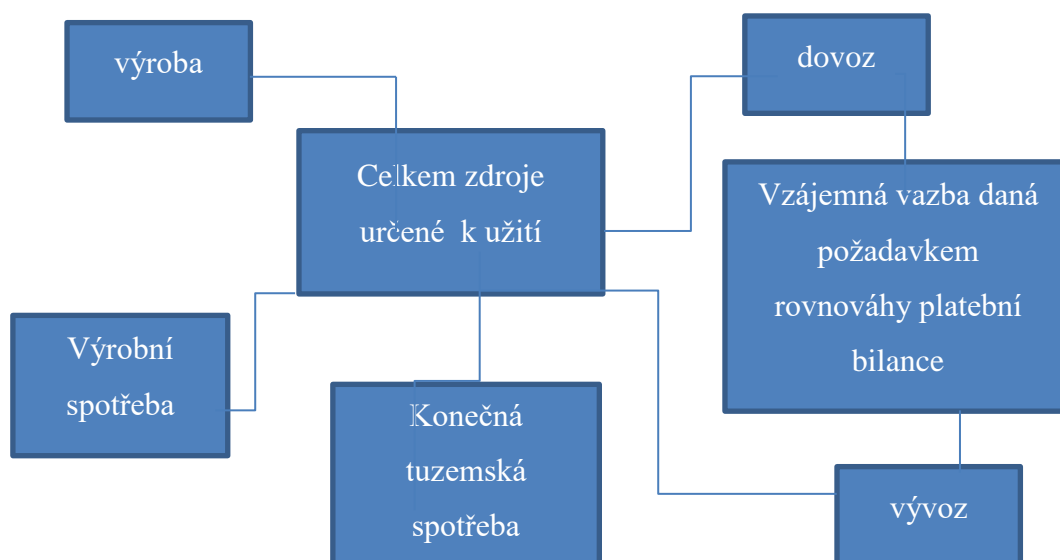 výroba
dovoz
Celkem zdroje
určené k užití
Vzájemná vazba daná
požadavkem
rovnováhy platební
bilance
Výrobní
spotřeba
Konečná
tuzemská
spotřeba
vývoz